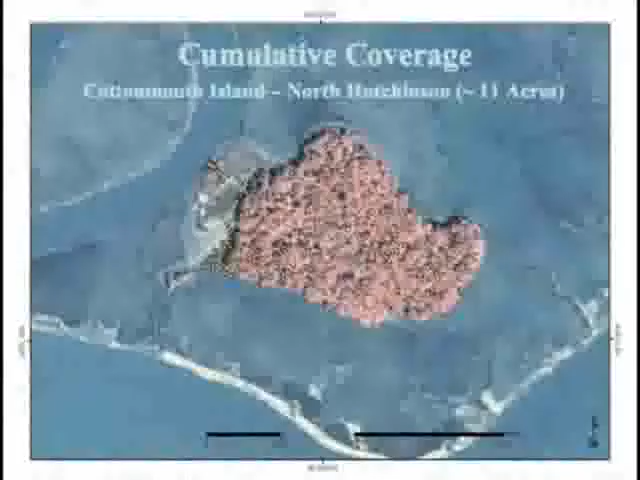 Cumulative Coverage
Cottonmouth Island – North Hutchinson (~ 11 Acres)